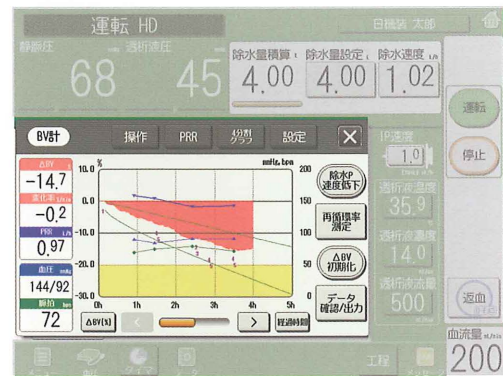 運転 HD
日機装 太郎
静脈圧
透析液圧
68
45
除水量積算 L
4.00
除水量設定 L
4.00
除水速度 L/h
1.02
運転
停止
BV計
操作
PRR
4分割
グラフ
設定
ΔBV
-14.7
変化率
-0.2
PRR
0.97
血圧 mmHg
144/92
脈拍 bpm
72
10.0 %
0.0
-10.0
-20.0
-30.0
mmHg, bpm
200
150
100
50
0
0h 1h 2h 3h 4h 5h
ΔBV[%]
<
>
経過時間
除水P
速度低下
再循環率
測定
ΔBV
初期化
データ
確認/出力
IP速度
1.0
透析液温度
35.9
透析液濃度
14.0
透析液流量
500
返血
血流量 mL/min
200
工程